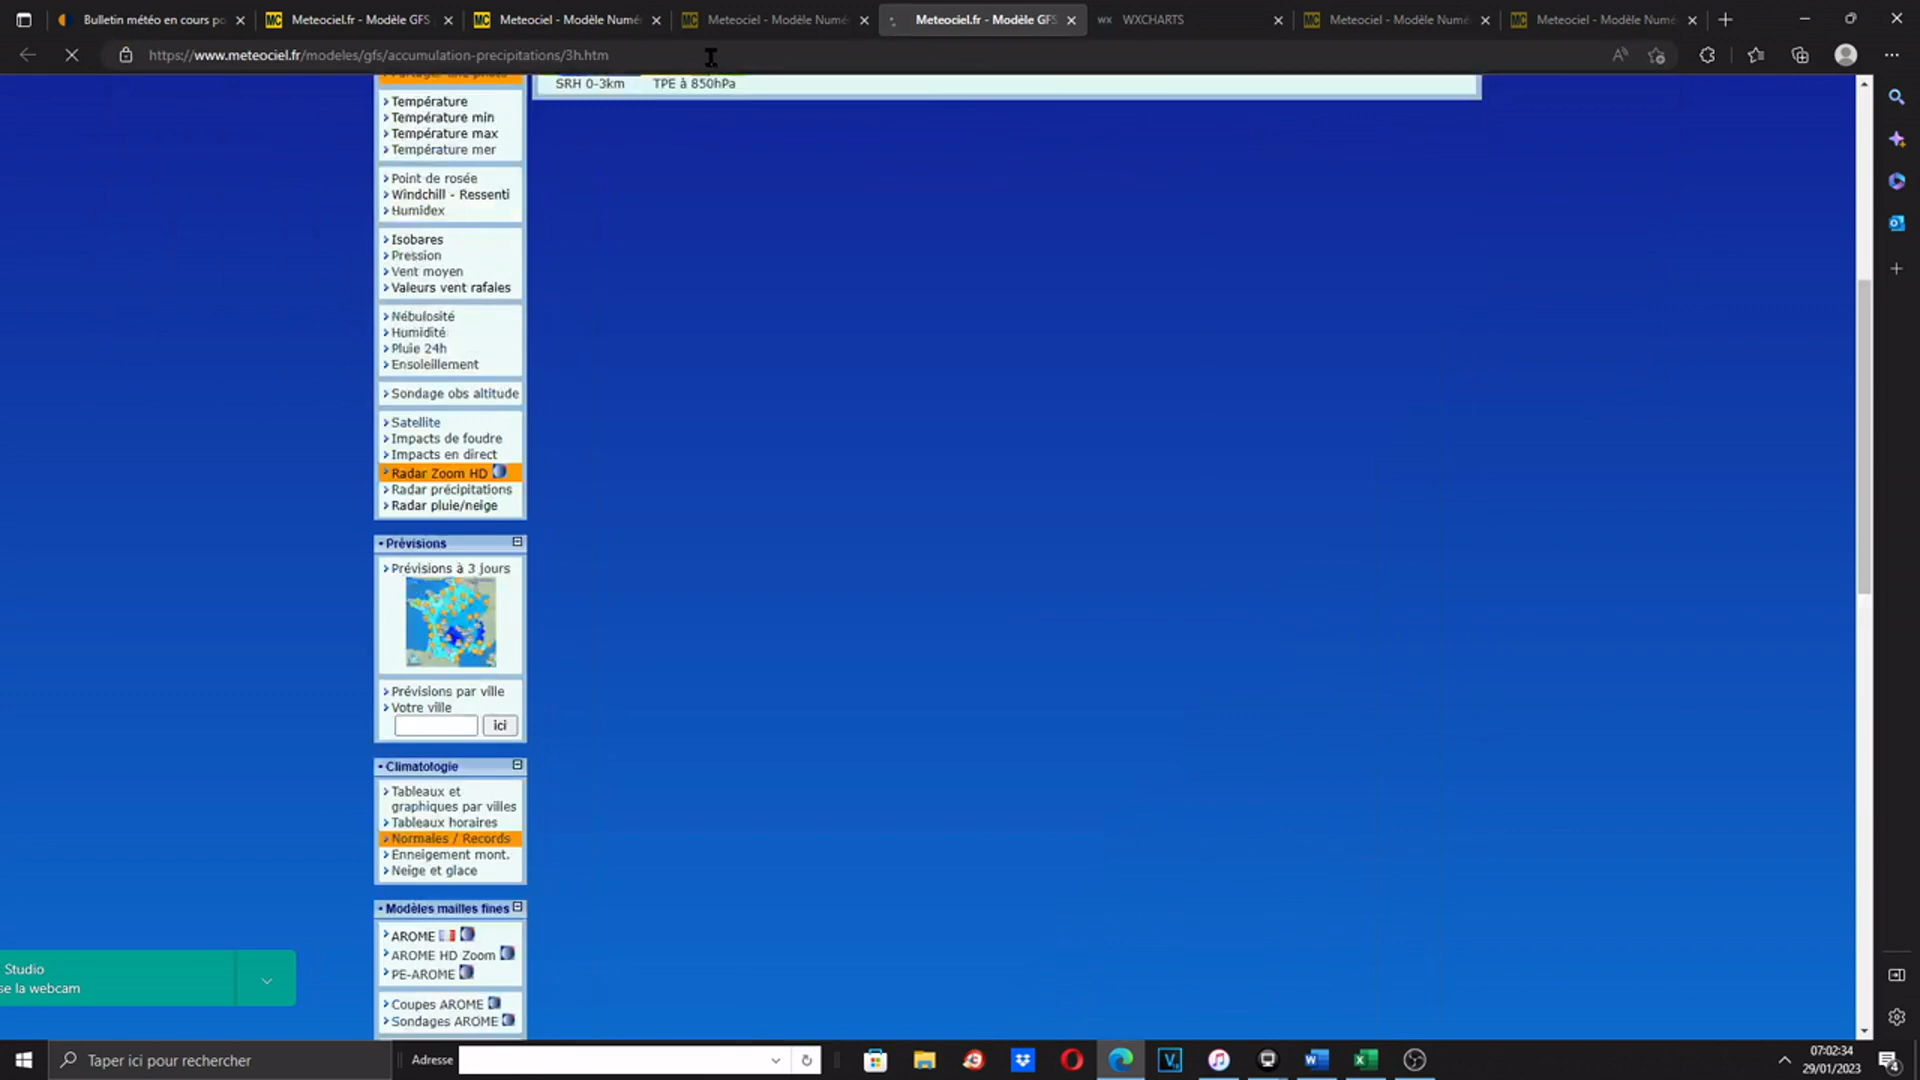 Bulletin météo en cours po
Meteociel.fr - Modèle GFS
Meteociel - Modèle Numé
Meteociel - Modèle Numé
Meteociel.fr - Modèle GFS
WXCHARTS
Meteociel - Modèle Numé
Meteociel - Modèle Numé
https://www.meteociel.fr/modeles/gfs/accumulation-precipitations/3h.htm
SRH 0-3km TPE à 850hPa
Température
Température min
Température max
Température mer
Point de rosée
Windchill - Ressenti
Humidex
Isobares
Pression
Vent moyen
Valeurs vent rafales
Nébulosité
Humidité
Pluie 24h
Ensoleillement
Sondage obs altitude
Satellite
Impacts de foudre
Impacts en direct
Radar Zoom HD
Radar précipitations
Radar pluie/neige
Prévisions
Prévisions à 3 jours
Prévisions par ville
Votre ville
ici
Climatologie
Tableaux et
graphiques par villes
Tableaux horaires
Normales / Records
Enneigement mont.
Neige et glace
Modèles mailles fines
AROME
AROME HD Zoom
PE-AROME
Coupes AROME
Sondages AROME
Studio
se la webcam
Taper ici pour rechercher
Adresse
07:02:34
29/01/2023
4